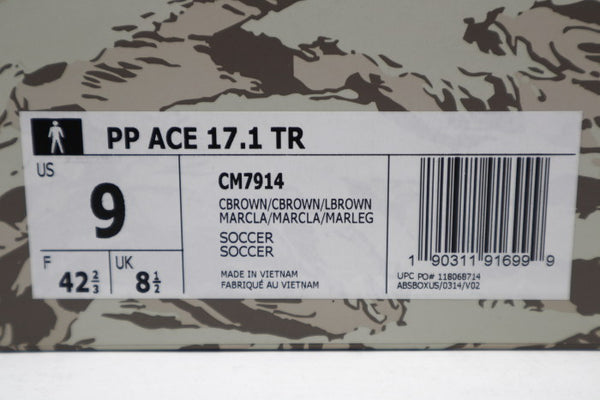 PP ACE 17.1 TR
US
9
F
42 2/3
UK
8 1/2
CM7914
CBROWN/CBROWN/LBROWN
MARCLA/MARCLA/MARLEG
SOCCER
SOCCER
MADE IN VIETNAM
FABRIQUÉ AU VIETNAM
1 90311 91699 9
UPC PO# 118068714
ABSBOXUS/0314/V02